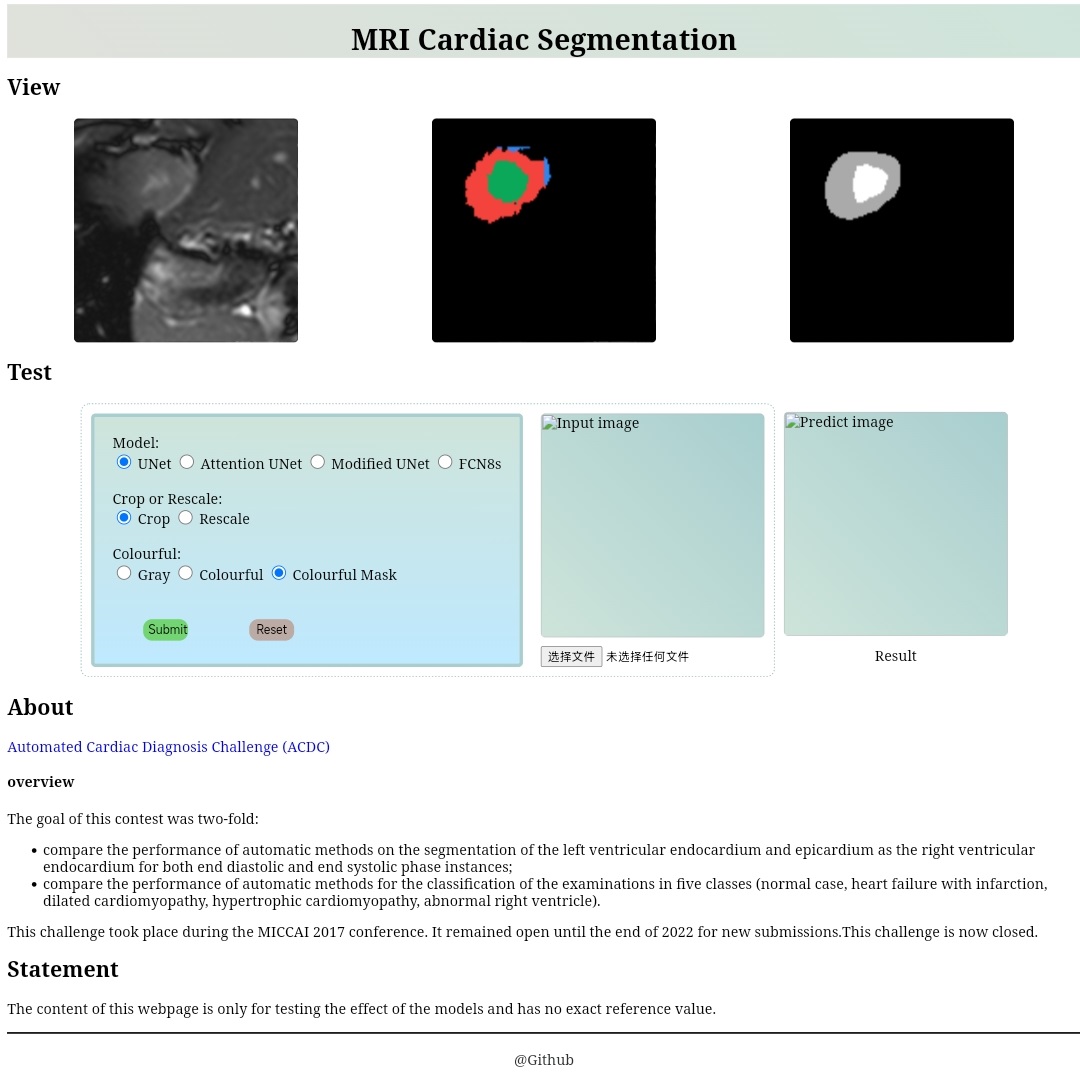 MRI Cardiac Segmentation
View
Test
Model:
UNet Attention UNet Modified UNet FCN8s
Crop or Rescale:
Crop Rescale
Colourful:
Gray Colourful Colourful Mask
Submit Reset
Input image
选择文件 未选择任何文件
Predict image
Result
About
Automated Cardiac Diagnosis Challenge (ACDC)
overview
The goal of this contest was two-fold:
• compare the performance of automatic methods on the segmentation of the left ventricular endocardium and epicardium as the right ventricular
endocardium for both end diastolic and end systolic phase instances;
• compare the performance of automatic methods for the classification of the examinations in five classes (normal case, heart failure with infarction,
dilated cardiomyopathy, hypertrophic cardiomyopathy, abnormal right ventricle).
This challenge took place during the MICCAI 2017 conference. It remained open until the end of 2022 for new submissions.This challenge is now closed.
Statement
The content of this webpage is only for testing the effect of the models and has no exact reference value.
@Github